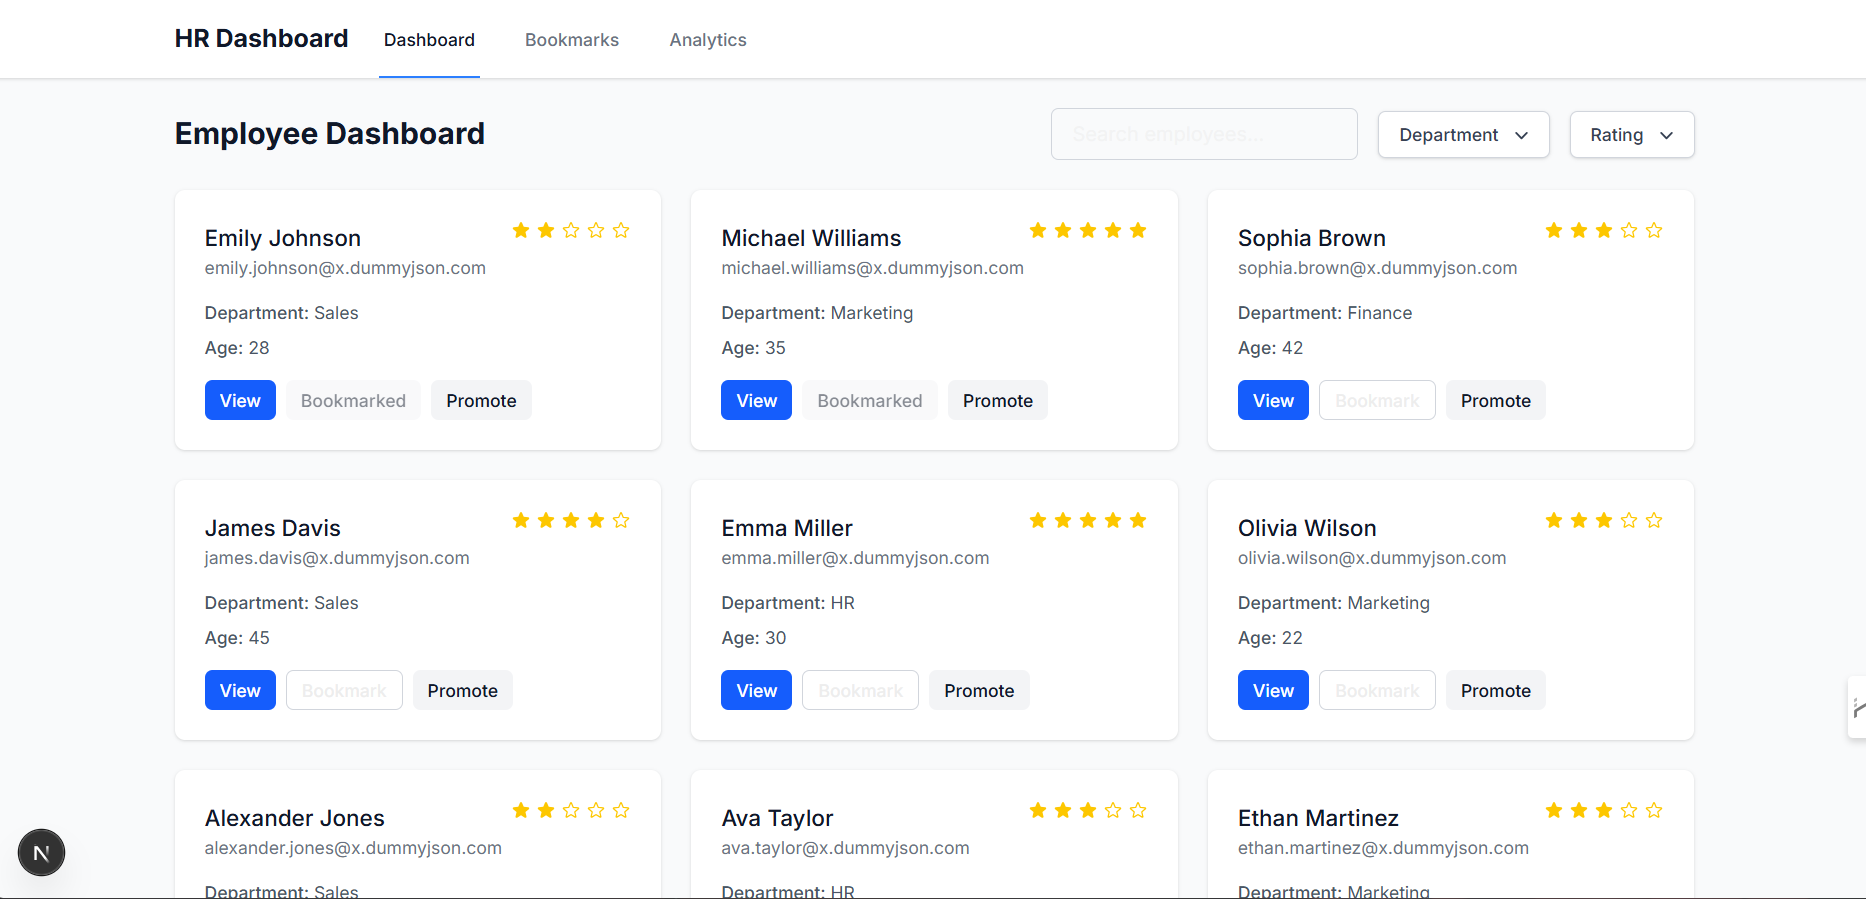 HR Dashboard Dashboard Bookmarks Analytics
Employee Dashboard Search employees... Department Rating
Emily Johnson
emily.johnson@x.dummyjson.com
Department: Sales
Age: 28
View Bookmarked Promote
Michael Williams
michael.williams@x.dummyjson.com
Department: Marketing
Age: 35
View Bookmarked Promote
Sophia Brown
sophia.brown@x.dummyjson.com
Department: Finance
Age: 42
View Bookmark Promote
James Davis
james.davis@x.dummyjson.com
Department: Sales
Age: 45
View Bookmark Promote
Emma Miller
emma.miller@x.dummyjson.com
Department: HR
Age: 30
View Bookmark Promote
Olivia Wilson
olivia.wilson@x.dummyjson.com
Department: Marketing
Age: 22
View Bookmark Promote
Alexander Jones
alexander.jones@x.dummyjson.com
Department: Sales
Ava Taylor
ava.taylor@x.dummyjson.com
Department: HR
Ethan Martinez
ethan.martinez@x.dummyjson.com
Department: Marketing
N